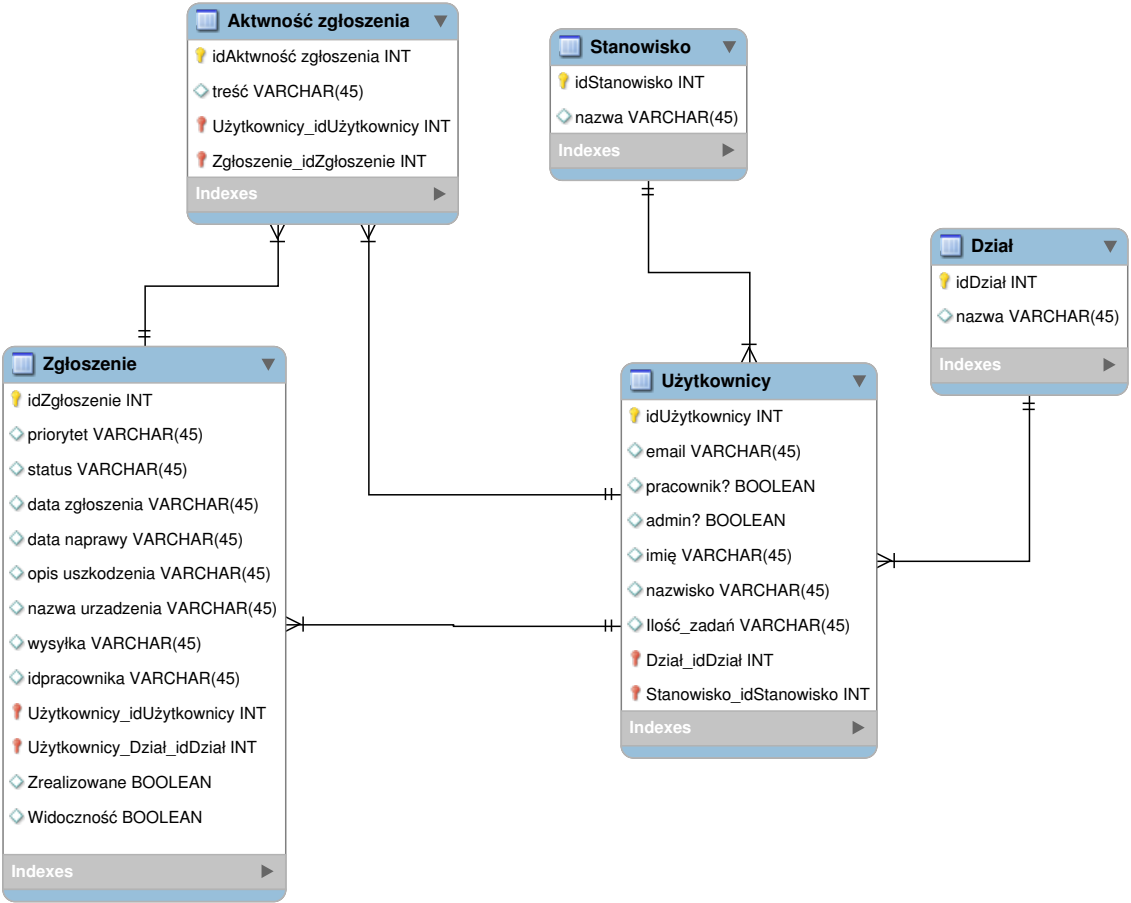 Aktwność zgłoszenia
idAktwność zgłoszenia INT
treść VARCHAR(45)
Użytkownicy_idUżytkownicy INT
Zgłoszenie_idZgłoszenie INT
Indexes
Stanowisko
idStanowisko INT
nazwa VARCHAR(45)
Indexes
Dział
idDział INT
nazwa VARCHAR(45)
Indexes
Zgłoszenie
idZgłoszenie INT
priorytet VARCHAR(45)
status VARCHAR(45)
data zgłoszenia VARCHAR(45)
data naprawy VARCHAR(45)
opis uszkodzenia VARCHAR(45)
nazwa urzadzenia VARCHAR(45)
wysyłka VARCHAR(45)
idpracownika VARCHAR(45)
Użytkownicy_idUżytkownicy INT
Użytkownicy_Dział_idDział INT
Zrealizowane BOOLEAN
Widoczność BOOLEAN
Indexes
Użytkownicy
idUżytkownicy INT
email VARCHAR(45)
pracownik? BOOLEAN
admin? BOOLEAN
imię VARCHAR(45)
nazwisko VARCHAR(45)
Ilość_zadań VARCHAR(45)
Dział_idDział INT
Stanowisko_idStanowisko INT
Indexes